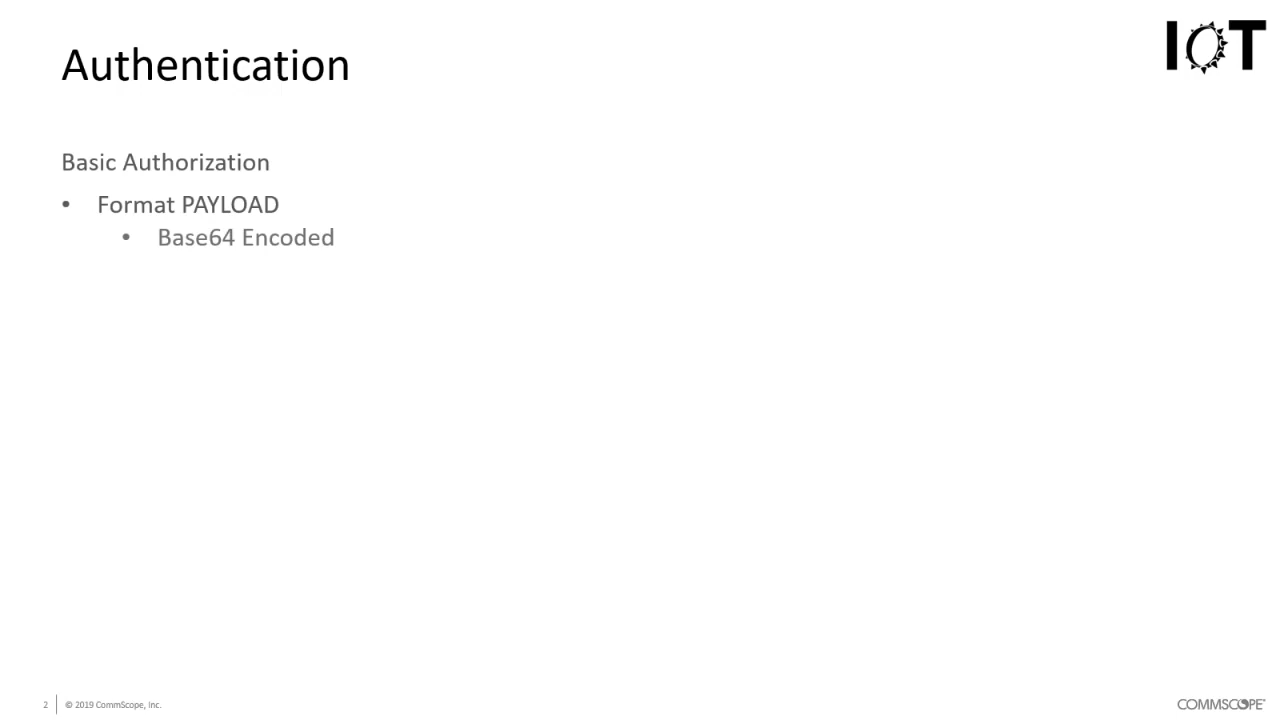 IOT
Authentication
Basic Authorization
• Format PAYLOAD
• Base64 Encoded
2 © 2019 CommScope, Inc.
COMMSCOPE®